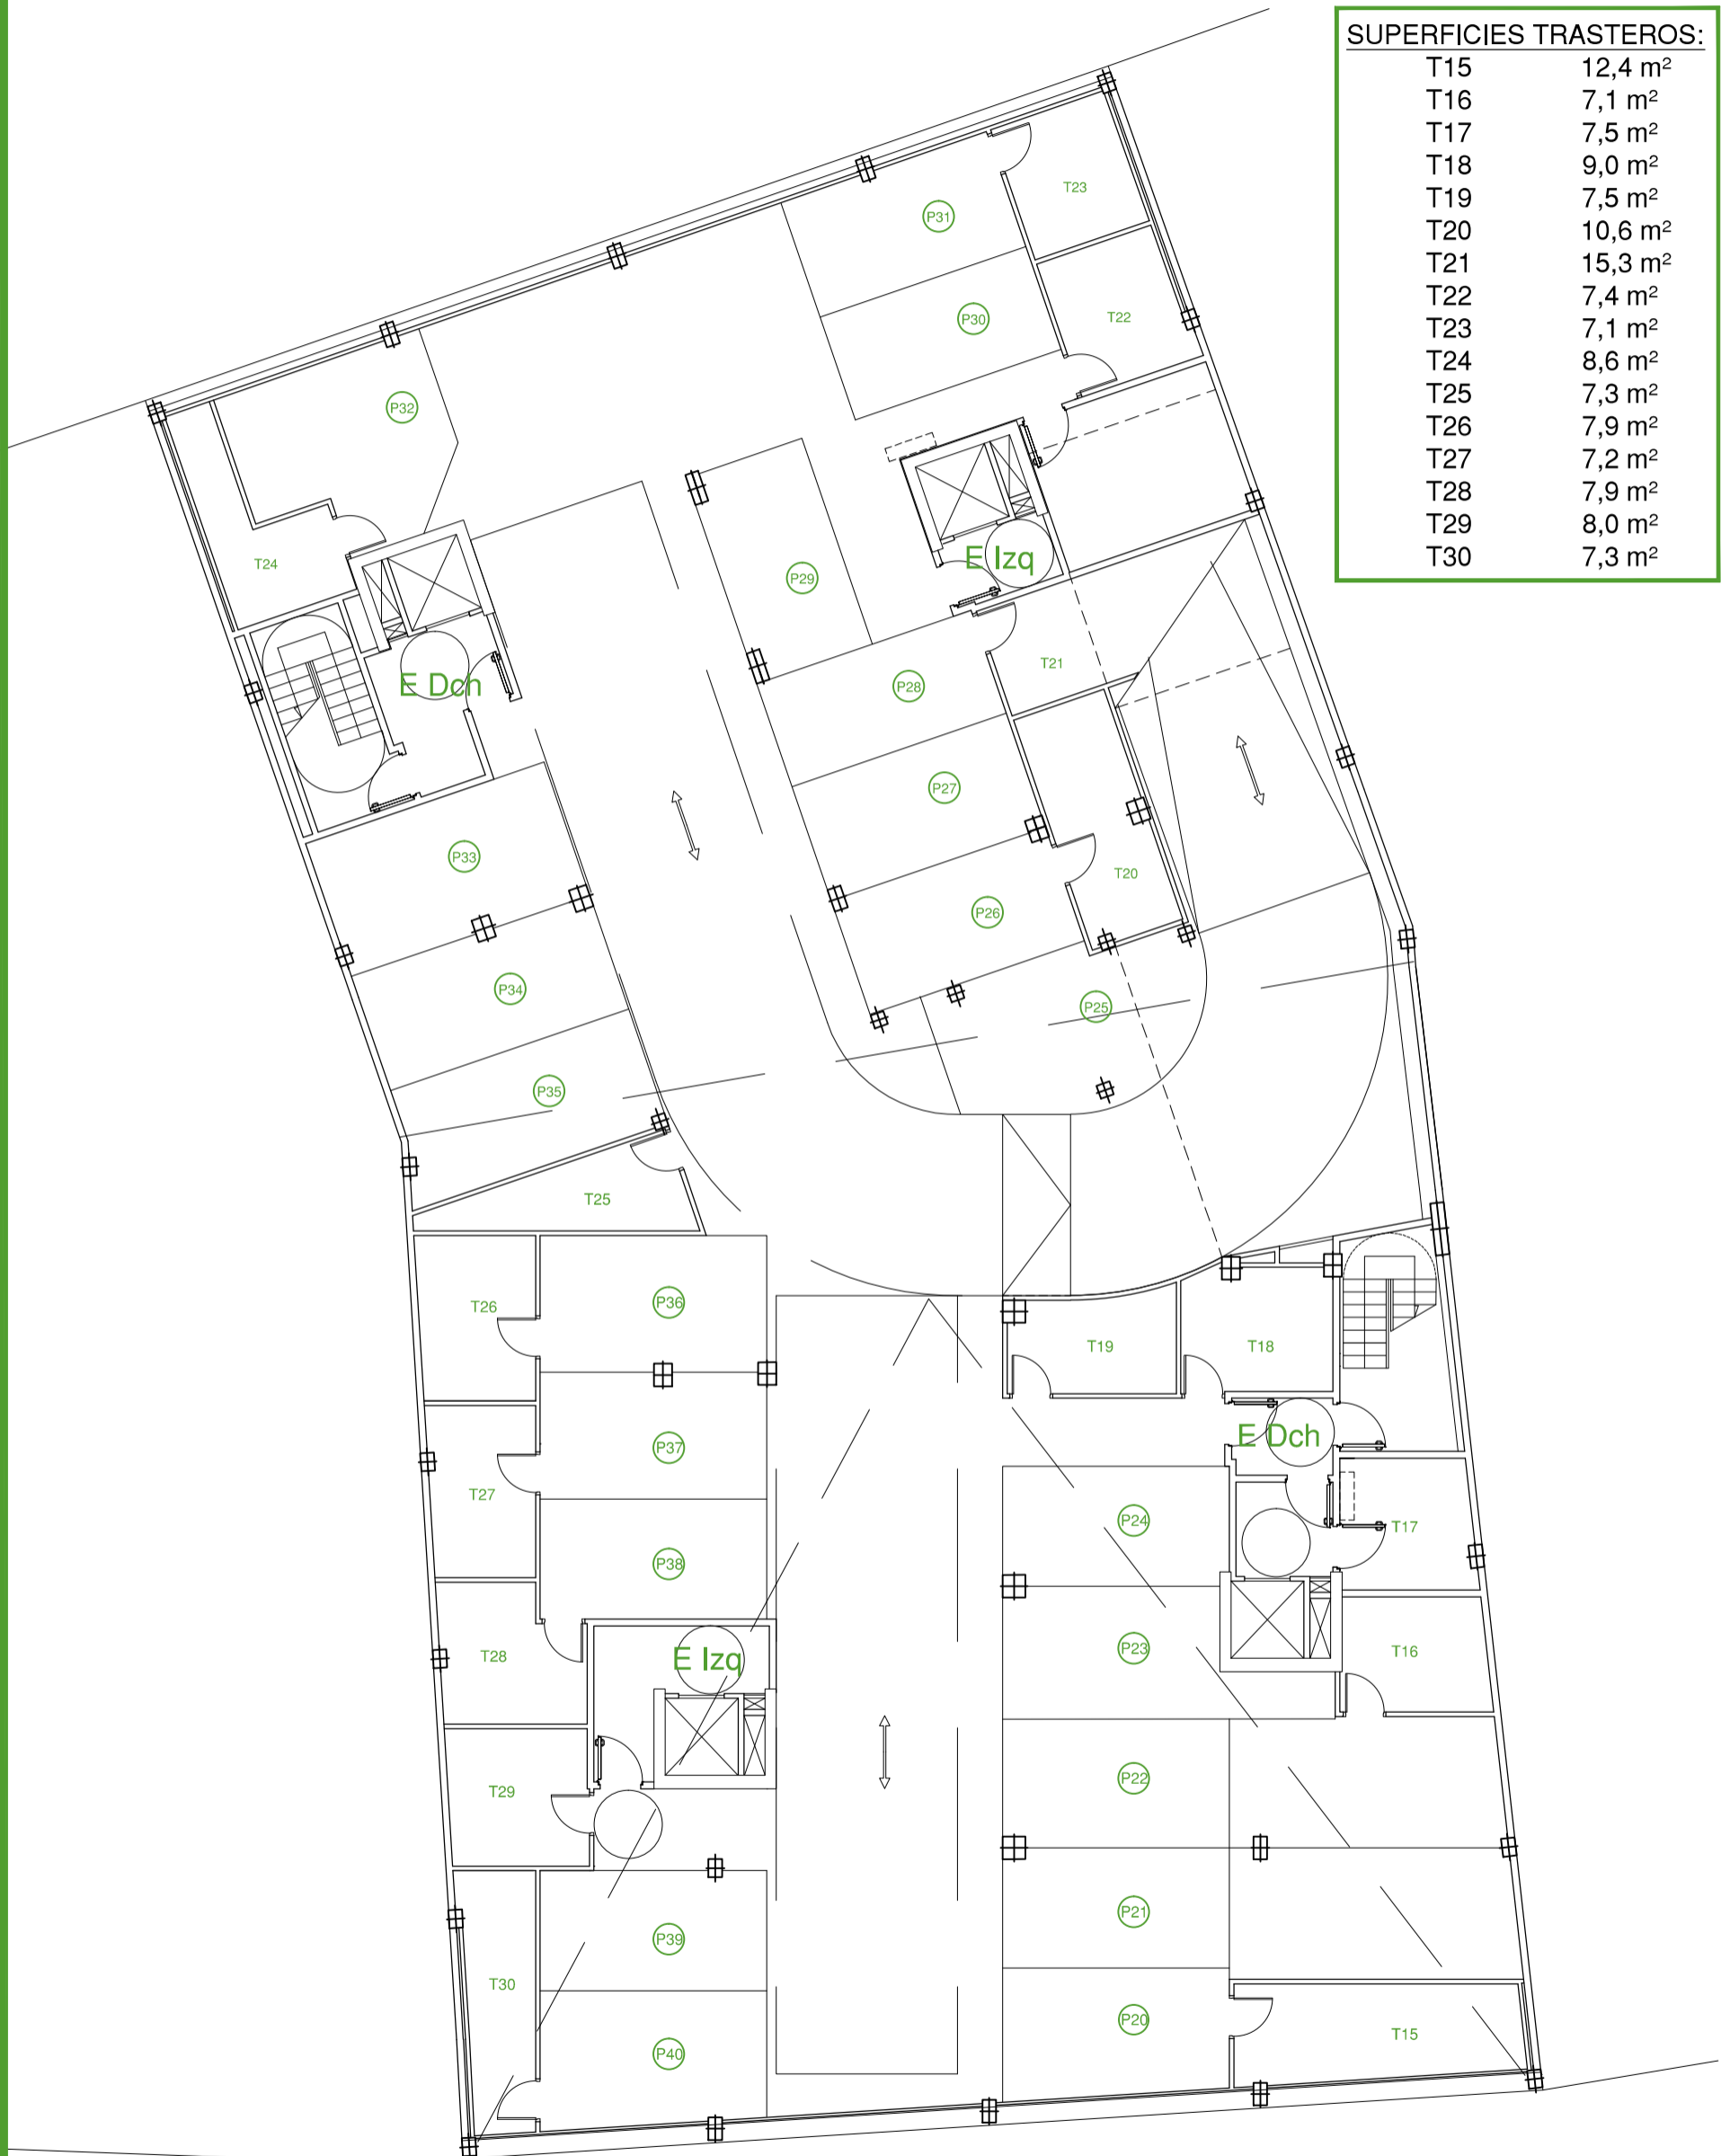 SUPERFICIES TRASTEROS:
T15 12,4 m²
T16 7,1 m²
T17 7,5 m²
T18 9,0 m²
T19 7,5 m²
T20 10,6 m²
T21 15,3 m²
T22 7,4 m²
T23 7,1 m²
T24 8,6 m²
T25 7,3 m²
T26 7,9 m²
T27 7,2 m²
T28 7,9 m²
T29 8,0 m²
T30 7,3 m²
T23
P31
P30
T22
P32
E Izq
T24
P29
T21
E Dch
P28
P27
P33
T20
P26
P34
P25
P35
T25
P36
T26
T19
T18
E Dch
P37
T27
P24
T17
P38
P23
T16
T28
E Izq
P22
T29
P21
P39
T30
P20
T15
P40